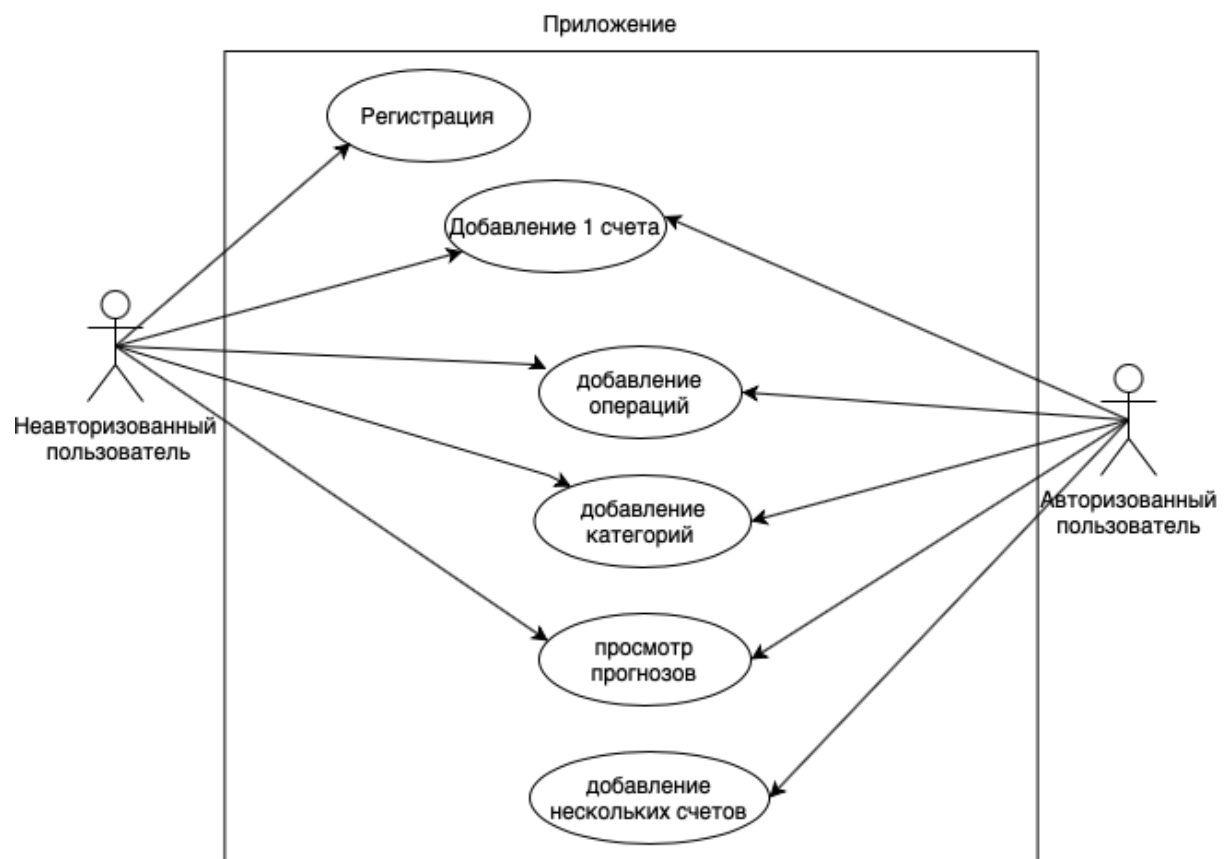 Приложение
Регистрация
Добавление 1 счета
добавление
операций
Неавторизованный
пользователь
добавление
категорий
Авторизованный
пользователь
просмотр
прогнозов
добавление
нескольких счетов